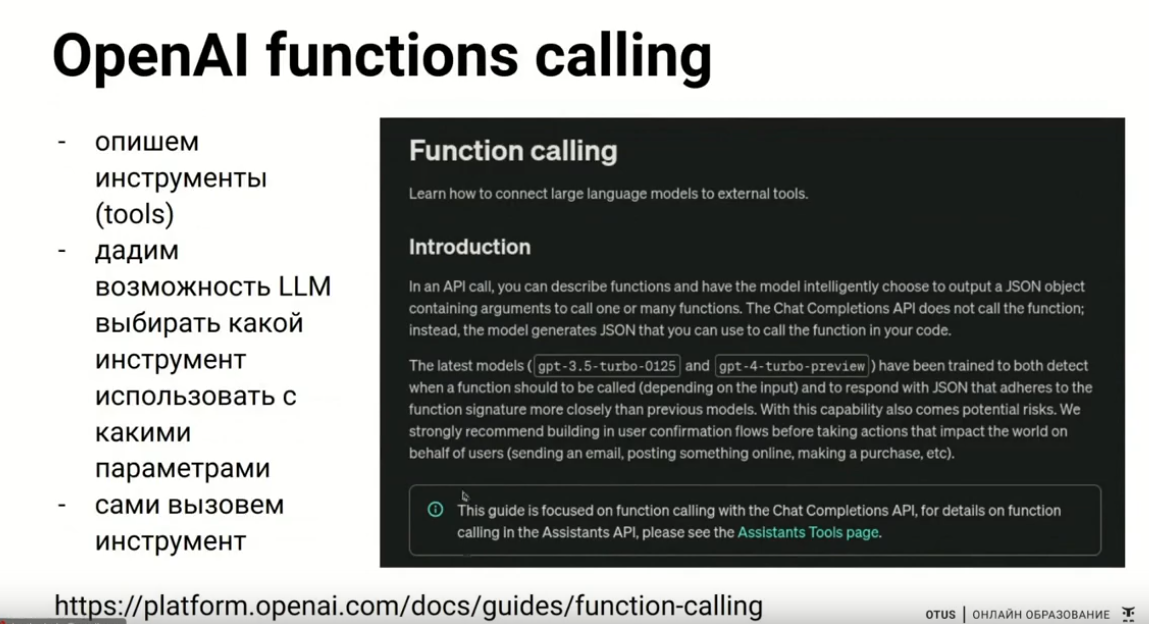 OpenAI functions calling
- опишем
инструменты
(tools)
- дадим
возможность LLM
выбирать какой
инструмент
использовать с
какими
параметрами
- сами вызовем
инструмент
Function calling
Learn how to connect large language models to external tools.
Introduction
In an API call, you can describe functions and have the model intelligently choose to output a JSON object
containing arguments to call one or many functions. The Chat Completions API does not call the function;
instead, the model generates JSON that you can use to call the function in your code.
The latest models ( gpt-3.5-turbo-0125 and gpt-4-turbo-preview ) have been trained to both detect
when a function should be called (depending on the input) and to respond with JSON that adheres to the
function signature more closely than previous models. With this capability also comes potential risks. We
strongly recommend building in user confirmation flows before taking actions that impact the world on
behalf of users (sending an email, posting something online, making a purchase, etc).
This guide is focused on function calling with the Chat Completions API, for details on function
calling in the Assistants API, please see the Assistants Tools page.
https://platform.openai.com/docs/guides/function-calling
OTUS | ОНЛАЙН ОБРАЗОВАНИЕ